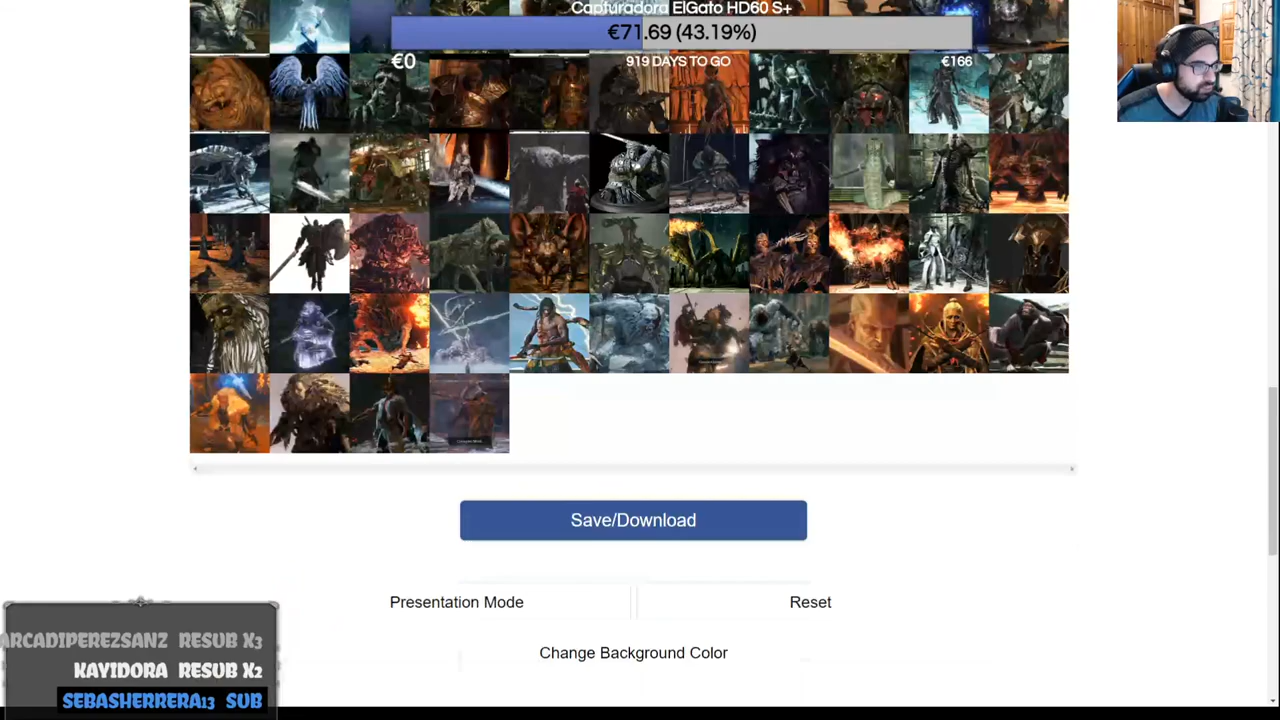 Capturadora ElGato HD60 S+
€71.69 (43.19%)
€0
919 DAYS TO GO
€166
Save/Download
Presentation Mode
Reset
Change Background Color
ARCADIPEREZSANZ RESUB X3
KAYIDORA RESUB X2
SEBASHERRERA13 SUB